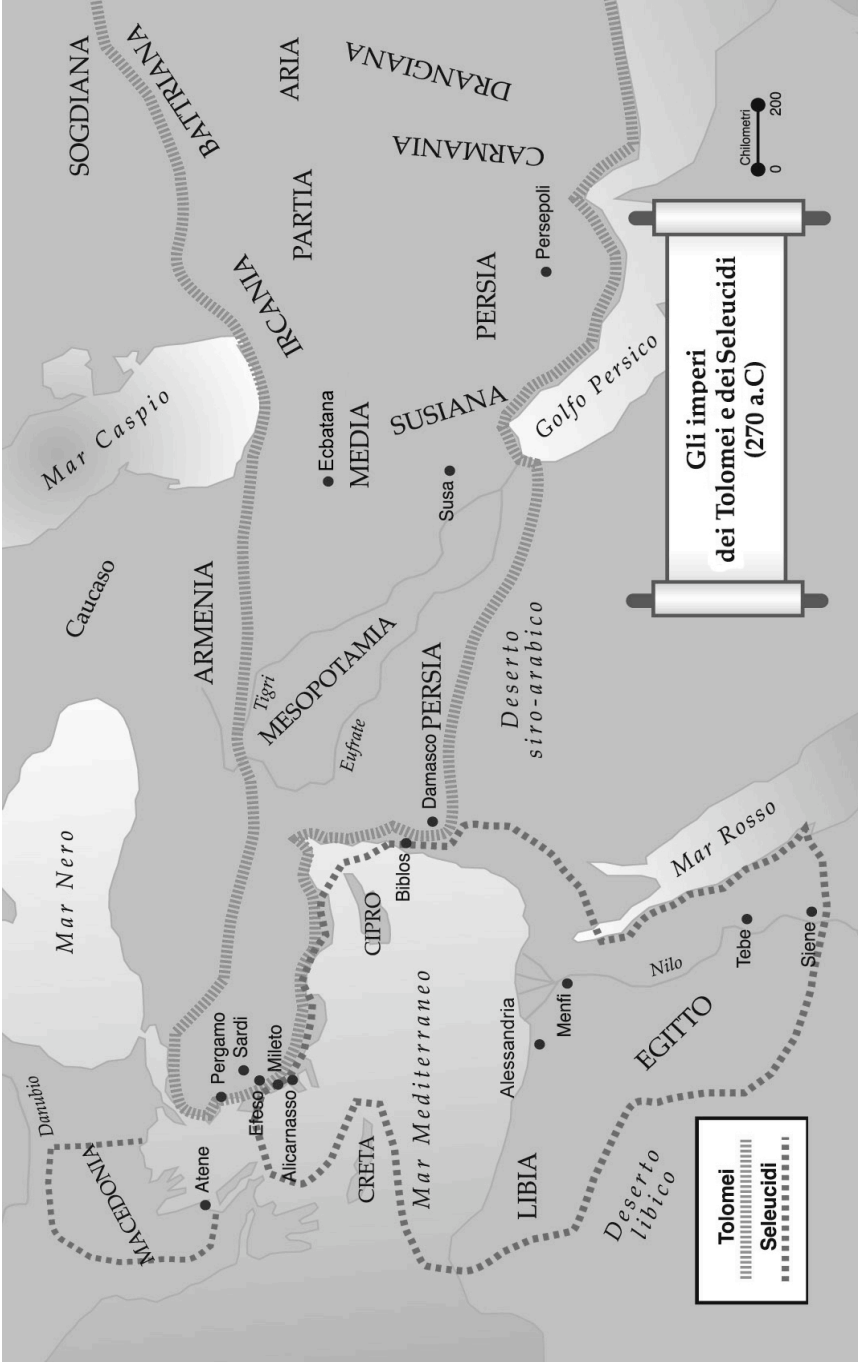 Danubio
MACEDONIA
Atene
Pergamo
Sardi
Efeso
Mileto
Alicarnasso
CRETA
Mar Mediterraneo
CIPRO
Mar Nero
Caucaso
Mar Caspio
ARMENIA
Tigri
MESOPOTAMIA
Eufrate
Biblos
Damasco
PERSIA
Deserto
siro-arabico
Ecbatana
MEDIA
Susa
SUSIANA
IRCANIA
PARTIA
SOGDIANA
BATTRIANA
ARIA
DRANGIANA
CARMANIA
PERSIA
Persepoli
Golfo Persico
Mar Rosso
Alessandria
Menfi
Nilo
Tebe
Siene
EGITTO
LIBIA
Deserto
libico
Tolomei
Seleucidi
Gli imperi
dei Tolomei e dei Seleucidi
(270 a.C)
Chilometri
0 200